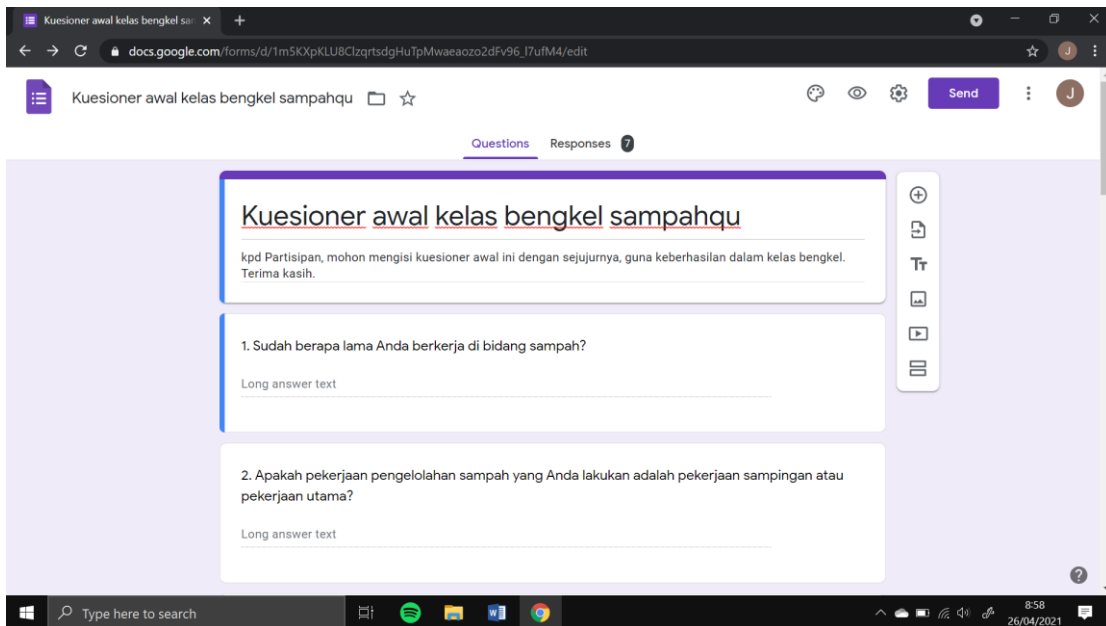 Kuesioner awal kelas bengkel san
docs.google.com/forms/d/1m5KXpKLU8CIzqrtsdgHuTpMwaeaozo2dFv96_l7ufM4/edit
J
Kuesioner awal kelas bengkel sampahqu
Send
J
Questions
Responses 7
Kuesioner awal kelas bengkel sampahqu
kpd Partisipan, mohon mengisi kuesioner awal ini dengan sejujurnya, guna keberhasilan dalam kelas bengkel.
Terima kasih.
Tт
1. Sudah berapa lama Anda berkerja di bidang sampah?
Long answer text
2. Apakah pekerjaan pengelolahan sampah yang Anda lakukan adalah pekerjaan sampingan atau
pekerjaan utama?
Long answer text
Type here to search
8:58
26/04/2021